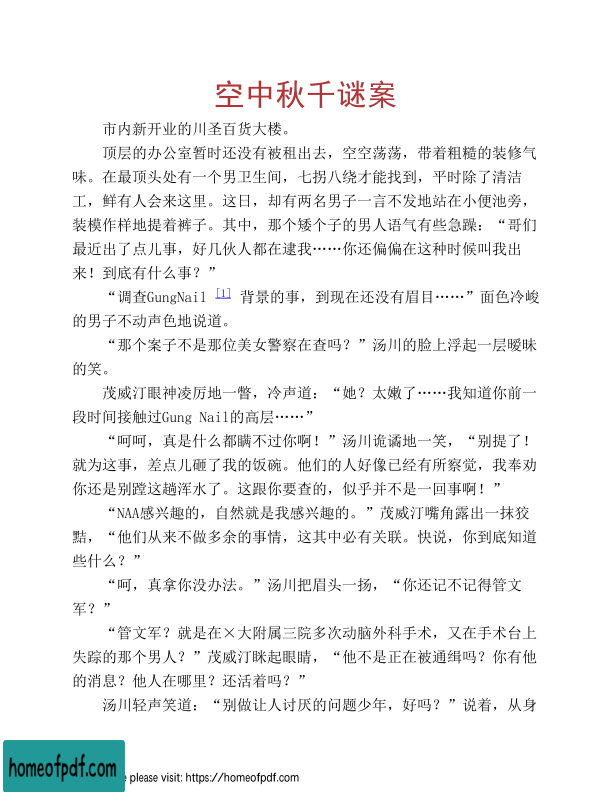 空中秋千谜案
市内新开业的川圣百货大楼。
顶层的办公室暂时还没有被租出去，空空荡荡，带着粗糙的装修气
味。在最顶头处有一个男卫生间，七拐八绕才能找到，平时除了清洁
工，鲜有人会来这里。这日，却有两名男子一言不发地站在小便池旁，
装模作样地提着裤子。其中，那个矮个子的男人语气有些急躁：“哥们
最近出了点儿事，好几伙人都在逮我……你还偏偏在这种时候叫我出
来！到底有什么事？”
“调查GungNail [1] 背景的事，到现在还没有眉目……”面色冷峻
的男子不动声色地说道。
“那个案子不是那位美女警察在查吗？”汤川的脸上浮起一层暧昧
的笑。
茂威汀眼神凌厉地一瞥，冷声道：“她？太嫩了……我知道你前一
段时间接触过Gung Nail的高层……”
“呵呵，真是什么都瞒不过你啊！”汤川诡谲地一笑，“别提了！
就为这事，差点儿砸了我的饭碗。他们的人好像已经有所察觉，我奉劝
你还是别蹚这趟浑水了。这跟你要查的，似乎并不是一回事啊！”
“NAA感兴趣的，自然就是我感兴趣的。”茂威汀嘴角露出一抹狡
黠，“他们从来不做多余的事情，这其中必有关联。快说，你到底知道
些什么？”
“呵，真拿你没办法。”汤川把眉头一扬，“你还记不记得管文
军？”
“管文军？就是在×大附属三院多次动脑外科手术，又在手术台上
失踪的那个男人？”茂威汀眯起眼睛，“他不是正在被通缉吗？你有他
的消息？他人在哪里？还活着吗？”
汤川轻声笑道：“别做让人讨厌的问题少年，好吗？”说着，从身
homeofpdf.com
e please visit: https://homeofpdf.com